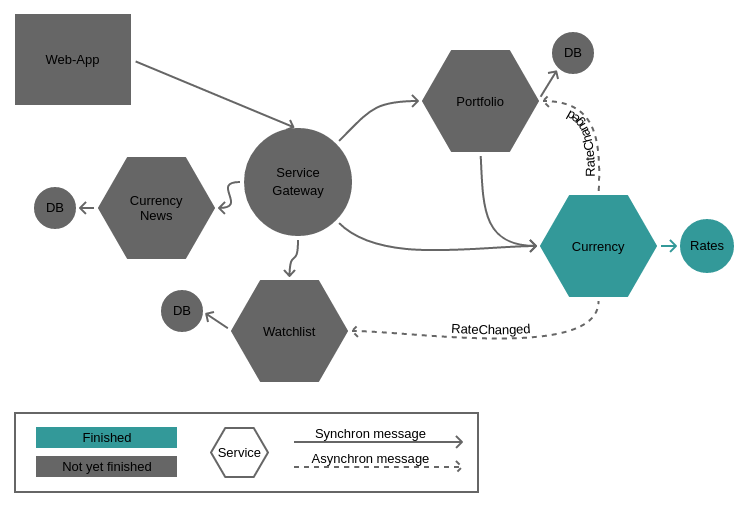 Web-App
DB
Portfolio
RateChanged
Service
Gateway
DB
Currency
News
Currency
Rates
DB
Watchlist
RateChanged
Finished
Not yet finished
Service
Synchron message
Asynchron message